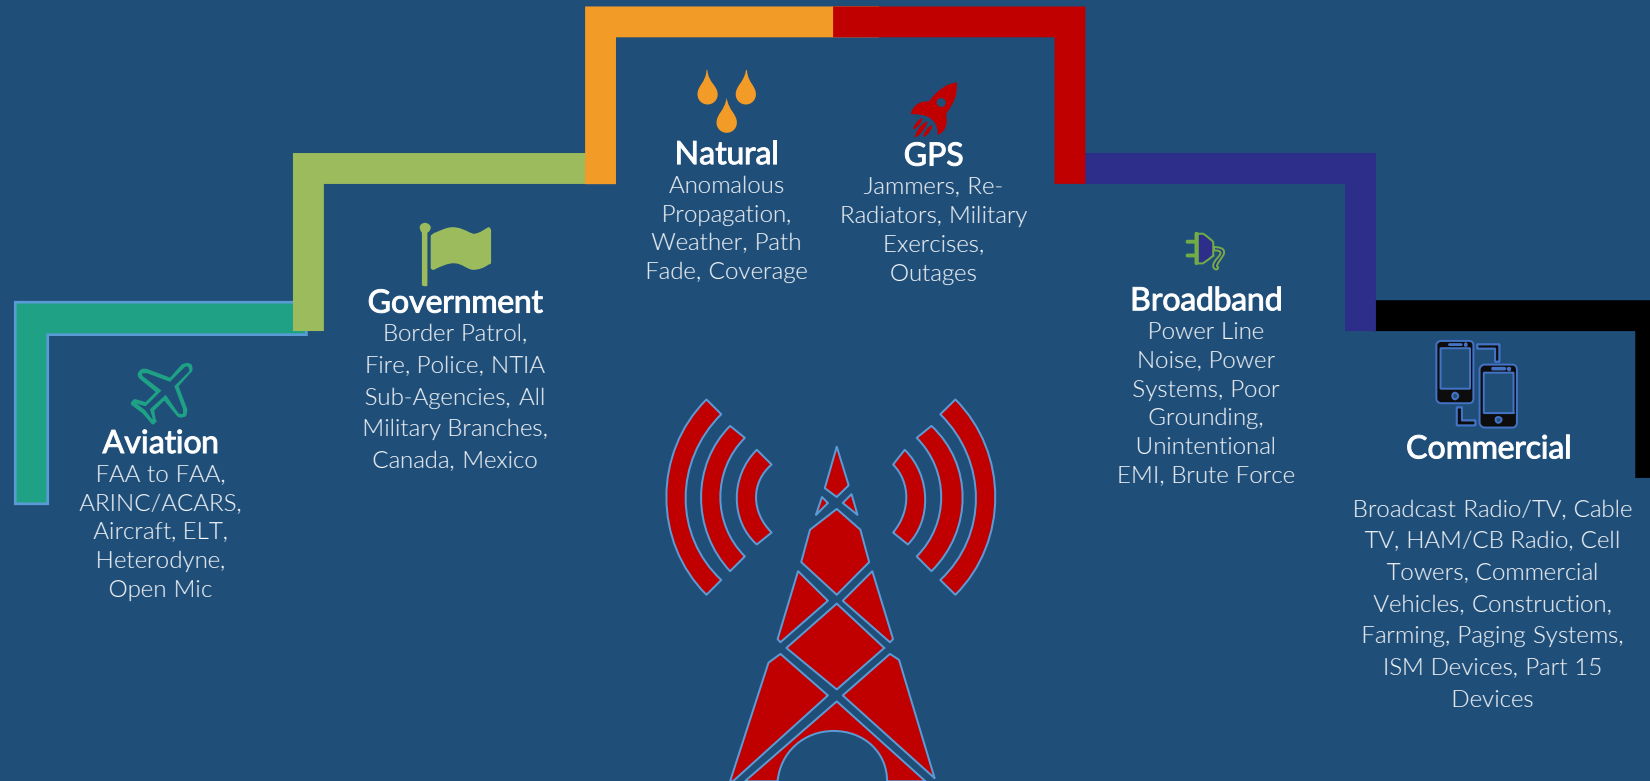 Aviation
FAA to FAA,
ARINC/ACARS,
Aircraft, ELT,
Heterodyne,
Open Mic
Government
Border Patrol,
Fire, Police, NTIA
Sub-Agencies, All
Military Branches,
Canada, Mexico
Natural
Anomalous
Propagation,
Weather, Path
Fade, Coverage
GPS
Jammers, Re-
Radiators, Military
Exercises,
Outages
Broadband
Power Line
Noise, Power
Systems, Poor
Grounding,
Unintentional
EMI, Brute Force
Commercial
Broadcast Radio/TV, Cable
TV, HAM/CB Radio, Cell
Towers, Commercial
Vehicles, Construction,
Farming, Paging Systems,
ISM Devices, Part 15
Devices